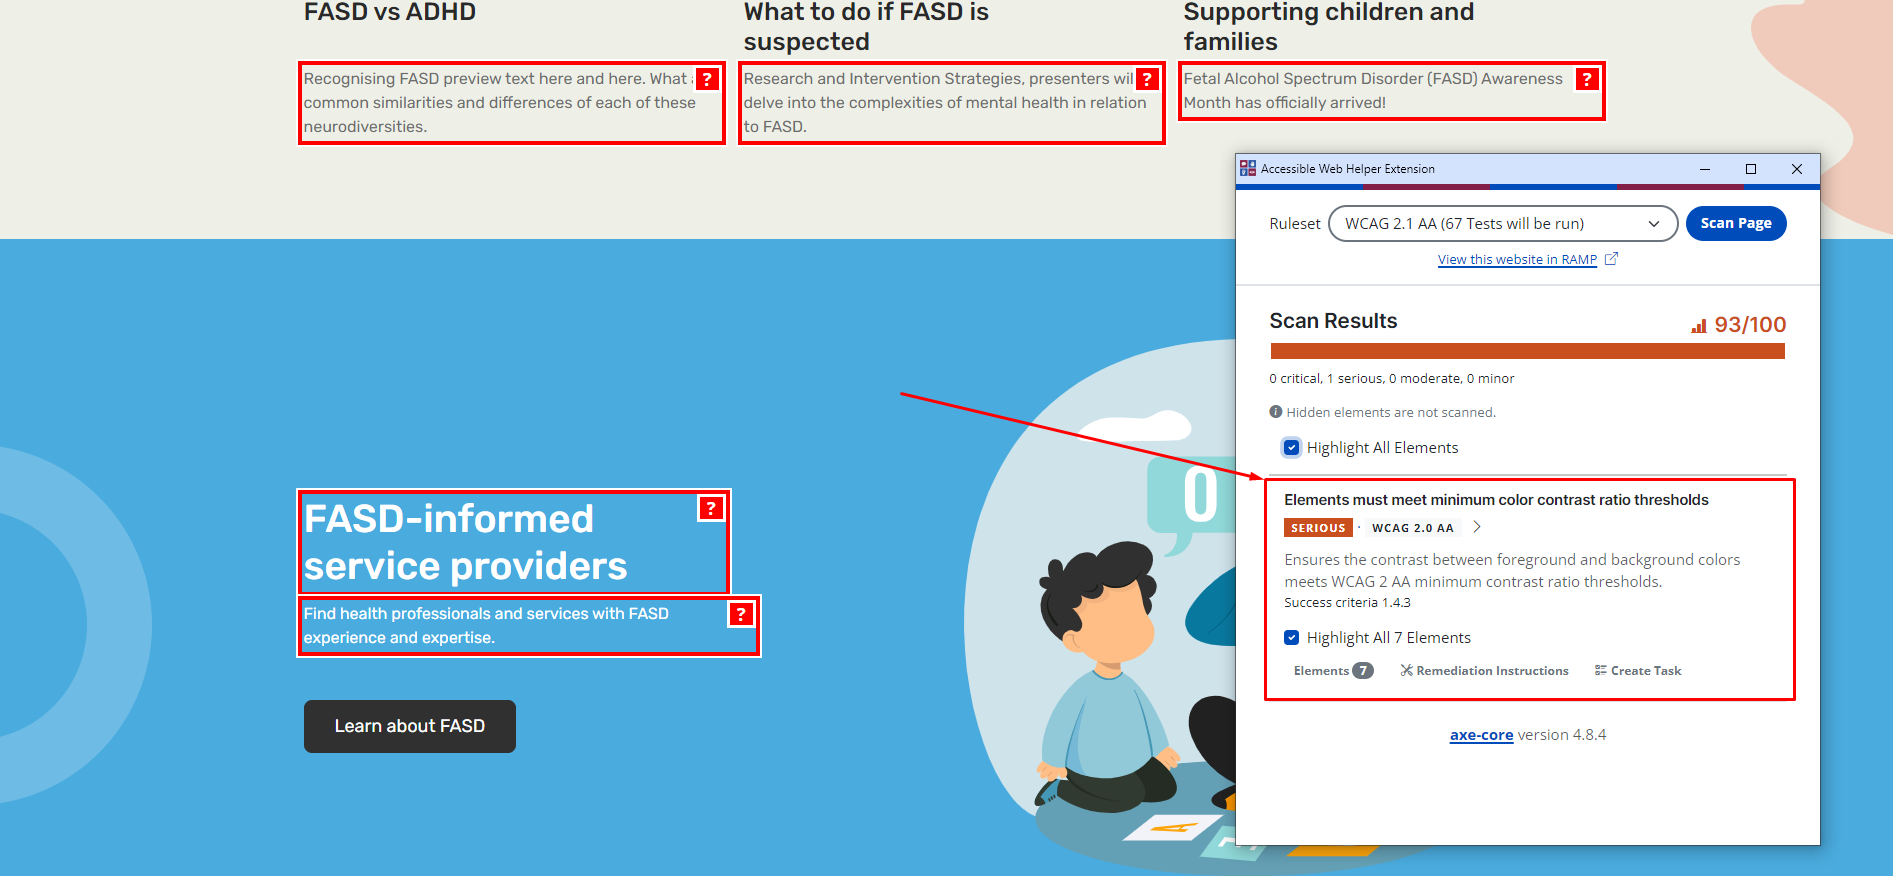 FASD vs ADHD
What to do if FASD is
suspected
Supporting children and
families
Recognising FASD preview text here and here. What
common similarities and differences of each of these
neurodiversities.
?
Research and Intervention Strategies, presenters wil
delve into the complexities of mental health in relation
to FASD.
?
Fetal Alcohol Spectrum Disorder (FASD) Awareness
Month has officially arrived!
?
FASD-informed
service providers
?
Find health professionals and services with FASD
experience and expertise.
?
Learn about FASD
0
A
Accessible Web Helper Extension
Ruleset
WCAG 2.1 AA (67 Tests will be run)
Scan Page
View this website in RAMP
Scan Results
93/100
0 critical, 1 serious, 0 moderate, 0 minor
Hidden elements are not scanned.
Highlight All Elements
Elements must meet minimum color contrast ratio thresholds
SERIOUS · WCAG 2.0 AA
Ensures the contrast between foreground and background colors
meets WCAG 2 AA minimum contrast ratio thresholds.
Success criteria 1.4.3
Highlight All 7 Elements
Elements 7
Remediation Instructions
Create Task
axe-core version 4.8.4